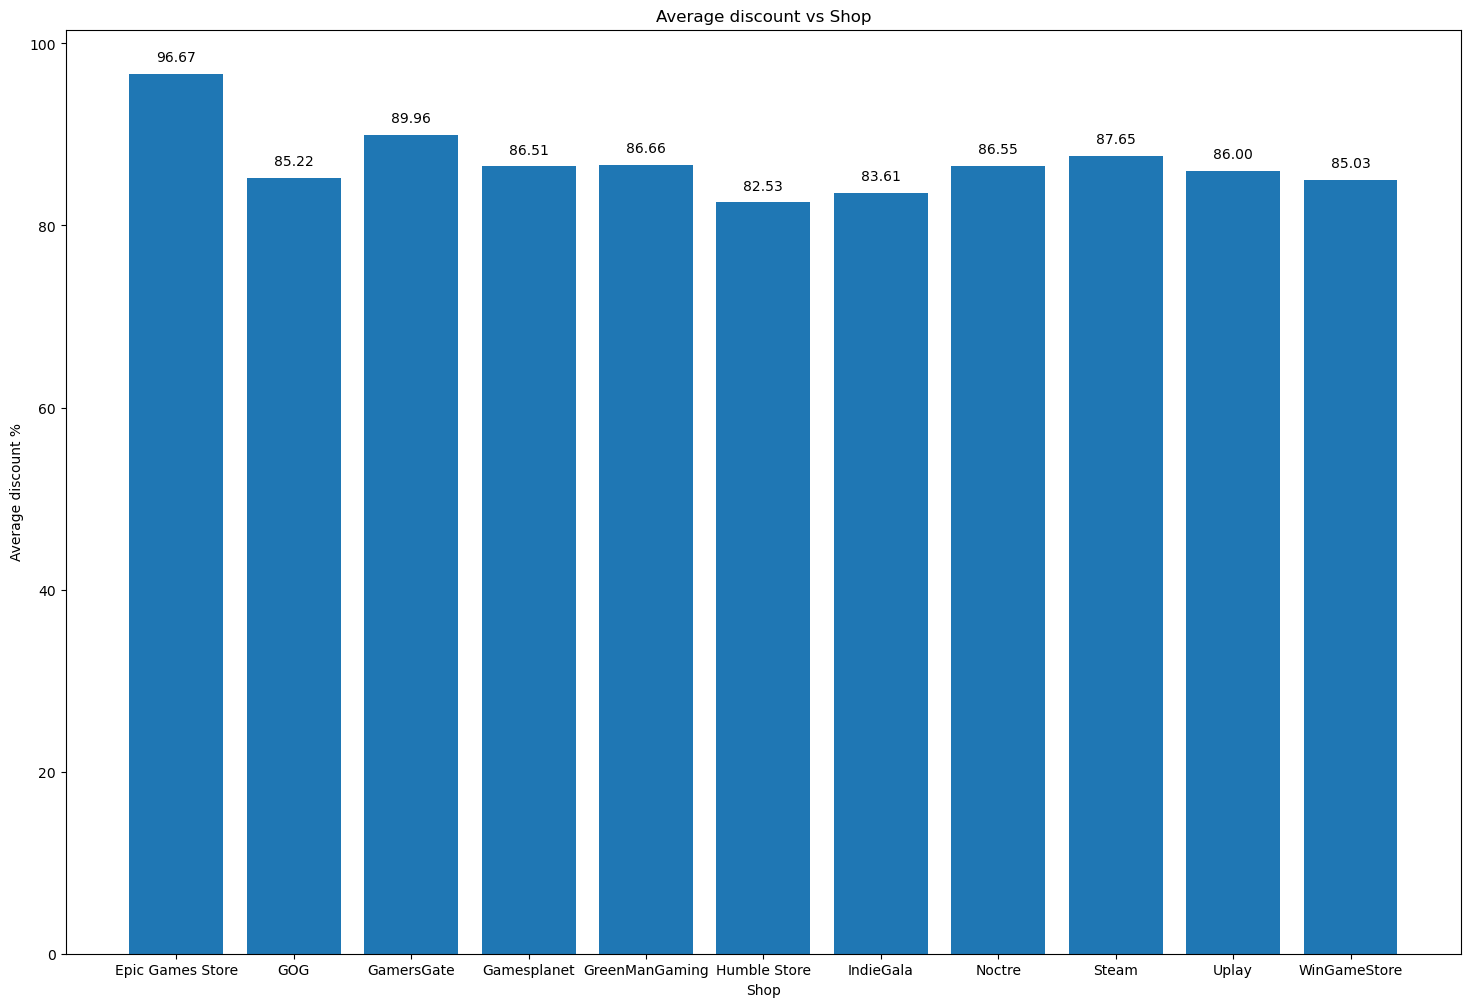 Average discount vs Shop
100
80
60
40
20
0
Average discount %
96.67
85.22
89.96
86.51
86.66
82.53
83.61
86.55
87.65
86.00
85.03
Epic Games Store
GOG
GamersGate
Gamesplanet
GreenManGaming
Humble Store
IndieGala
Noctre
Steam
Uplay
WinGameStore
Shop